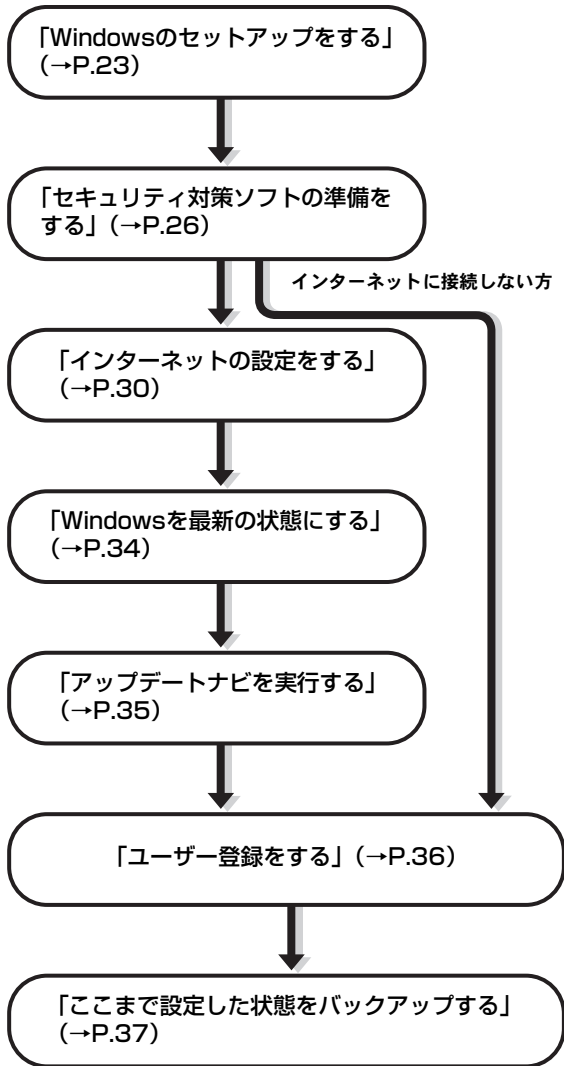 「Windowsのセットアップをする」
（→P.23）
「セキュリティ対策ソフトの準備を
する」（→P.26）
インターネットに接続しない方
「インターネットの設定をする」
（→P.30）
「Windowsを最新の状態にする」
（→P.34）
「アップデートナビを実行する」
（→P.35）
「ユーザー登録をする」（→P.36）
「ここまで設定した状態をバックアップする」
（→P.37）